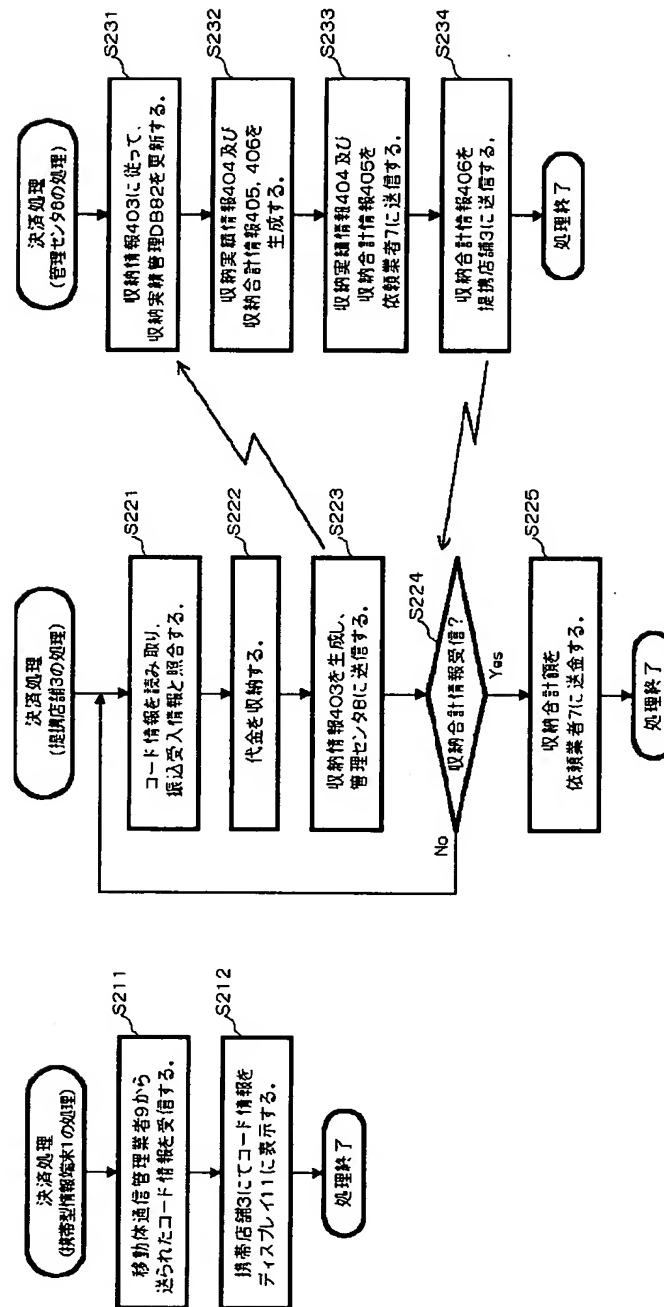 決済処理
(携帯型情報端末1の処理)
S211
移動体通信管理業者9から
送られたコード情報を受信する。
S212
携帯店舗3にてコード情報を
ディスプレイ11に表示する。
処理終了
決済処理
(提携店舗3の処理)
S221
コード情報を読み取り、
振込受入情報と照合する。
S222
代金を収納する。
S223
収納情報403を生成し、
管理センタ8に送信する。
S224
収納合計情報受信?
No
Yes
S225
収納合計額を
依頼業者7に送金する。
処理終了
決済処理
(管理センタ8の処理)
S231
収納情報403に従って、
収納実績管理DB82を更新する。
S232
収納実績情報404及び
収納合計情報405, 406を
生成する。
S233
収納実績情報404及び
収納合計情報405を
依頼業者7に送信する。
S234
収納合計情報406を
提携店舗3に送信する。
処理終了